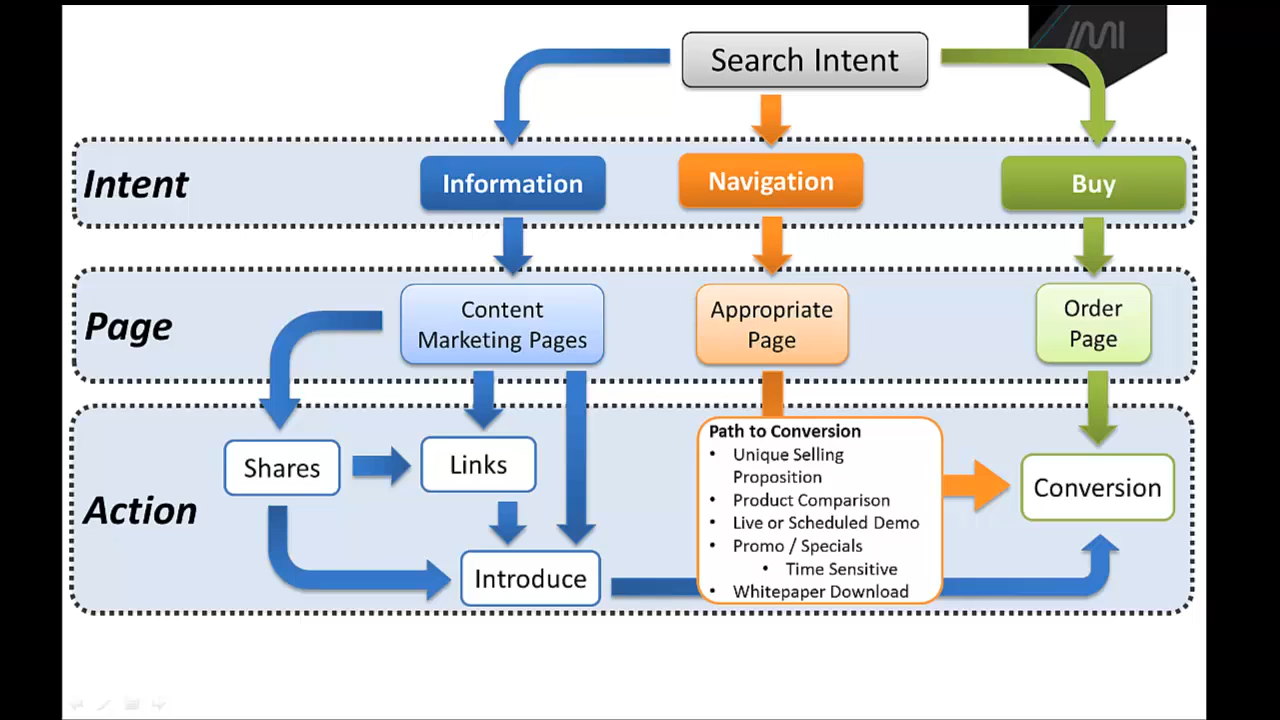 IMI
Search Intent
Intent
Information
Navigation
Buy
Page
Content
Marketing Pages
Appropriate
Page
Order
Page
Action
Shares
Links
Introduce
Path to Conversion
• Unique Selling
Proposition
• Product Comparison
• Live or Scheduled Demo
• Promo / Specials
• Time Sensitive
• Whitepaper Download
Conversion